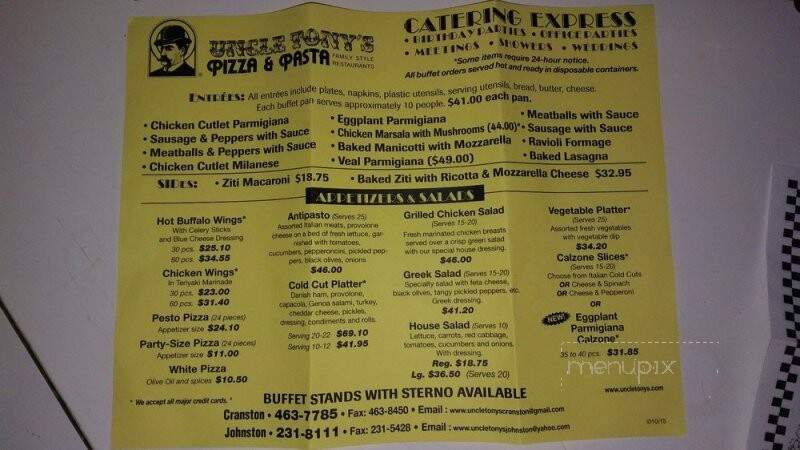 UNCLE TONY'S
PIZZA & PASTA
FAMILY STYLE
RESTAURANTS
CATERING EXPRESS
• BIRTHDAY PARTIES • OFFICE PARTIES
• MEETINGS • SHOWERS • WEDDINGS
*Some items require 24-hour notice.
All buffet orders served hot and ready in disposable containers.
ENTRÉES: All entrées include plates, napkins, plastic utensils, serving utensils, bread, butter, cheese.
Each buffet pan serves approximately 10 people. $41.00 each pan.
• Chicken Cutlet Parmigiana
• Sausage & Peppers with Sauce
• Meatballs & Peppers with Sauce
• Chicken Cutlet Milanese
• Eggplant Parmigiana
• Chicken Marsala with Mushrooms (44.00)*
• Baked Manicotti with Mozzarella
• Veal Parmigiana ($49.00)
• Meatballs with Sauce
• Sausage with Sauce
• Ravioli Formage
• Baked Lasagna
SIDES: • Ziti Macaroni $18.75 • Baked Ziti with Ricotta & Mozzarella Cheese $32.95
APPETIZERS & SALADS
Hot Buffalo Wings*
With Celery Sticks
and Blue Cheese Dressing
30 pcs. $25.10
60 pcs. $34.55
Chicken Wings*
In Teriyaki Marinade
30 pcs. $23.00
60 pcs. $31.40
Pesto Pizza (24 pieces)
Appetizer size $24.10
Party-Size Pizza (24 pieces)
Appetizer size $11.00
White Pizza
Olive Oil and spices $10.50
Antipasto (Serves 25)
Assorted Italian meats, provolone
cheese on a bed of fresh lettuce, gar-
nished with tomatoes,
cucumbers, pepperoncini, pickled pep-
pers, black olives, onions
$46.00
Cold Cut Platter*
Danish ham, provolone,
capacola, Genoa salami, turkey,
cheddar cheese, pickles,
dressing, condiments and rolls.
Serving 20-22 $69.10
Serving 10-12 $41.95
Grilled Chicken Salad
(Serves 15-20)
Fresh marinated chicken breasts
served over a crisp green salad
with our special house dressing.
$46.00
Greek Salad (Serves 15-20)
Specialty salad with feta cheese,
black olives, tangy pickled peppers, etc.
Greek dressing.
$41.20
House Salad (Serves 10)
Lettuce, carrots, red cabbage,
tomatoes, cucumbers and onions.
With dressing.
Reg. $18.75
Lg. $36.50 (Serves 20)
Vegetable Platter*
(Serves 25)
Assorted fresh vegetables
with vegetable dip
$34.20
Calzone Slices*
(Serves 15-20)
Choose from Italian Cold Cuts
OR Cheese & Spinach
OR Cheese & Pepperoni
OR
NEW!
Eggplant
Parmigiana
Calzone*
35 to 40 pcs. $31.85
menupix
* We accept all major credit cards. *
BUFFET STANDS WITH STERNO AVAILABLE
www.uncletonys.com
Cranston • 463-7785 • Fax: 463-8450 • Email : www.uncletonyscranston@gmail.com
Johnston • 231-8111 • Fax: 231-5428 • Email : www.uncletonysjohnston@yahoo.com